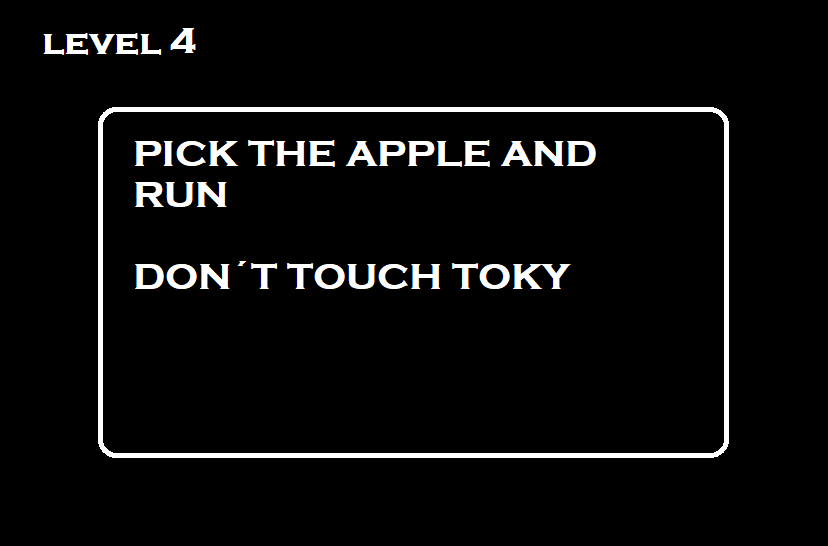 LEVEL 4
PICK THE APPLE AND
RUN
DON´T TOUCH TOKY